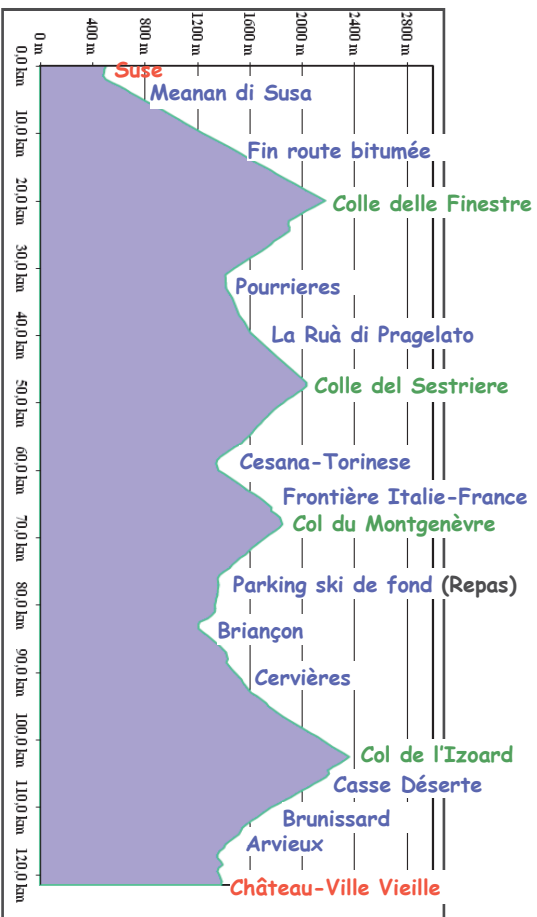 0 m
400 m
800 m
1200 m
1600 m
2000 m
2400 m
2800 m
0,0 km
Suse
Meanan di Susa
10,0 km
Fin route bitumée
20,0 km
Colle delle Finestre
30,0 km
Pourrieres
40,0 km
La Ruà di Pragelato
Colle del Sestriere
50,0 km
60,0 km
Cesana-Torinese
Frontière Italie-France
70,0 km
Col du Montgenèvre
Parking ski de fond (Repas)
80,0 km
Briançon
90,0 km
Cervières
100,0 km
Col de l'Izoard
Casse Déserte
110,0 km
Brunissard
Arvieux
120,0 km
Château-Ville Vieille